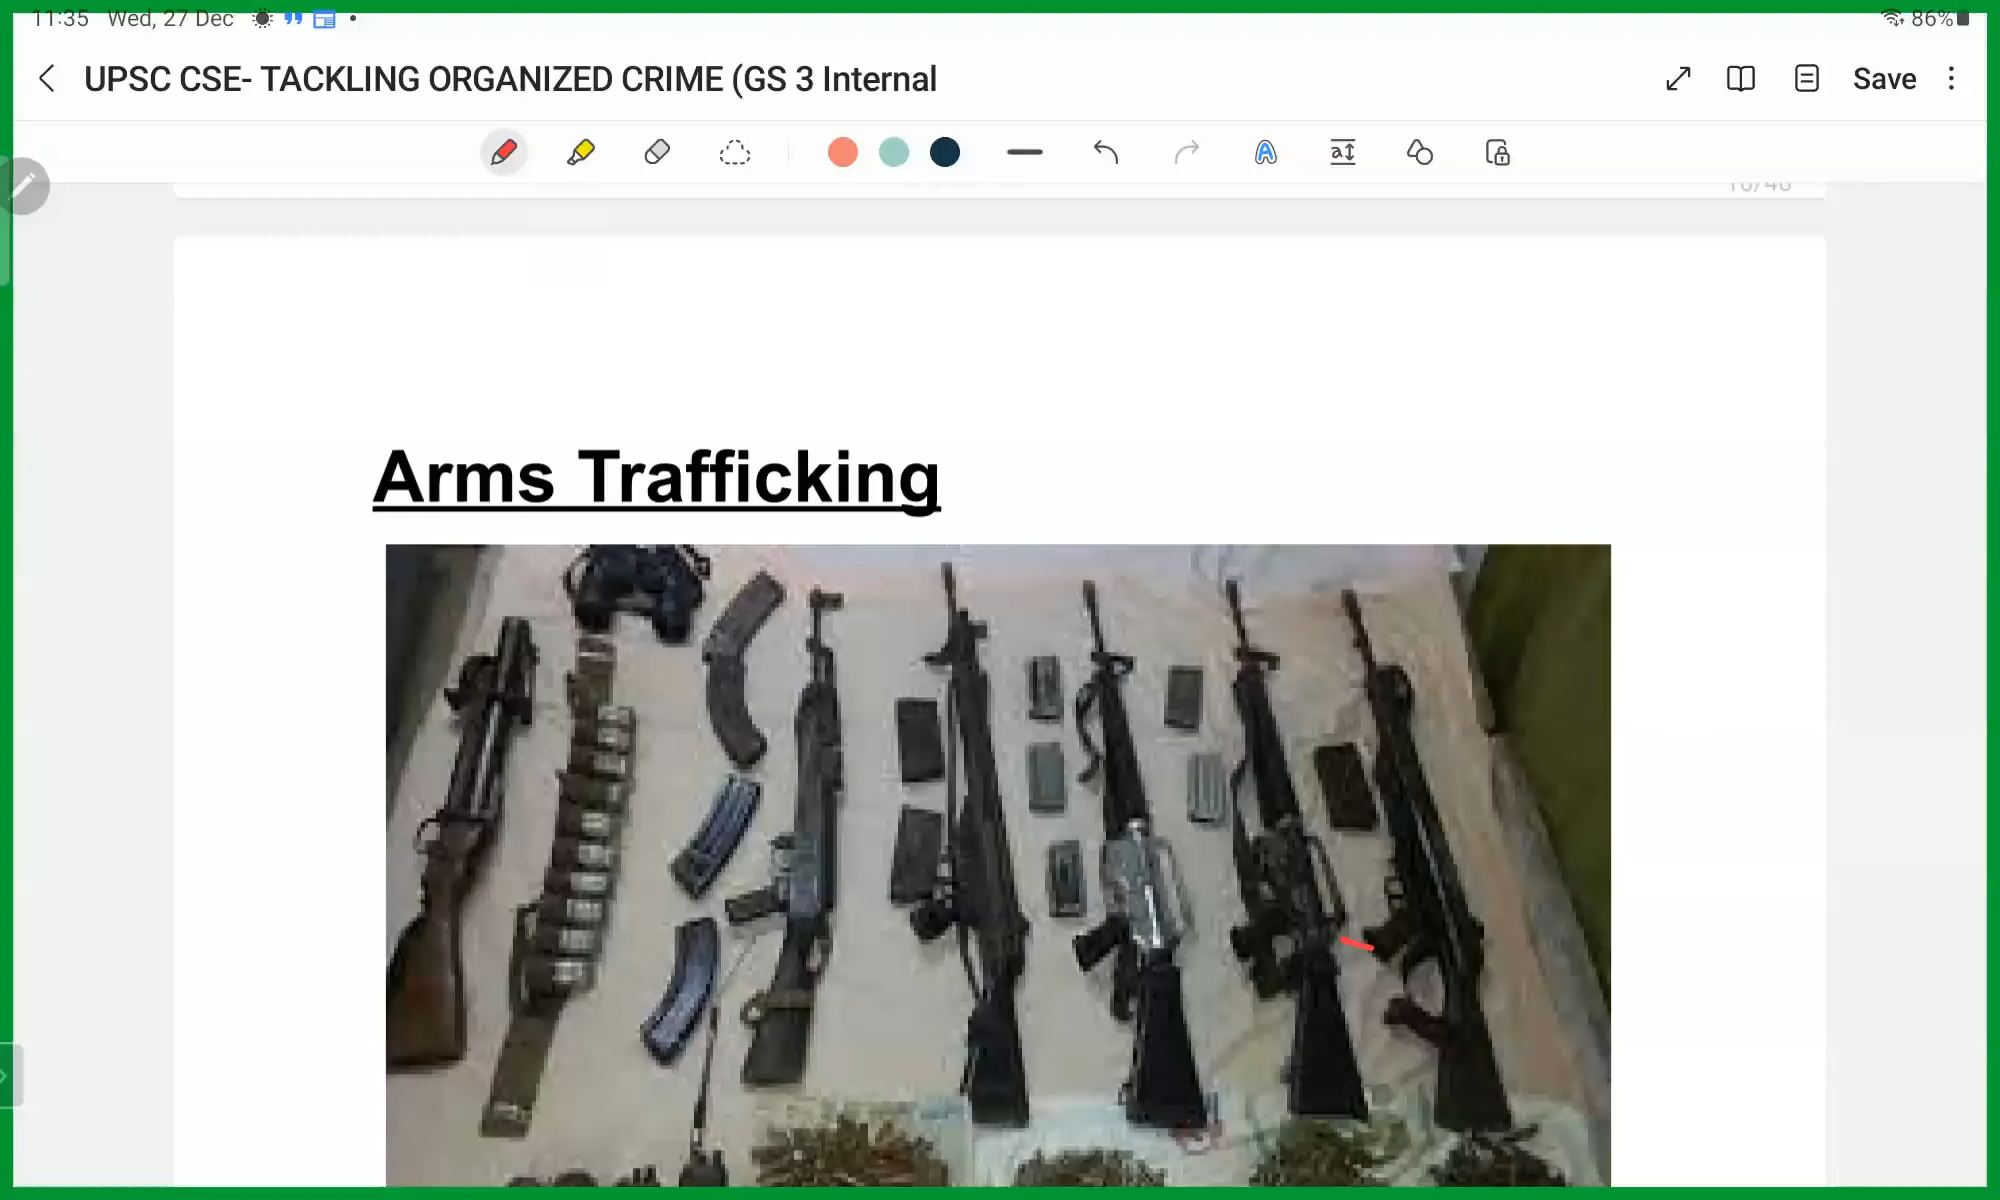 11:35 Wed, 27 Dec
86%
UPSC CSE- TACKLING ORGANIZED CRIME (GS 3 Internal
Save
Arms Trafficking